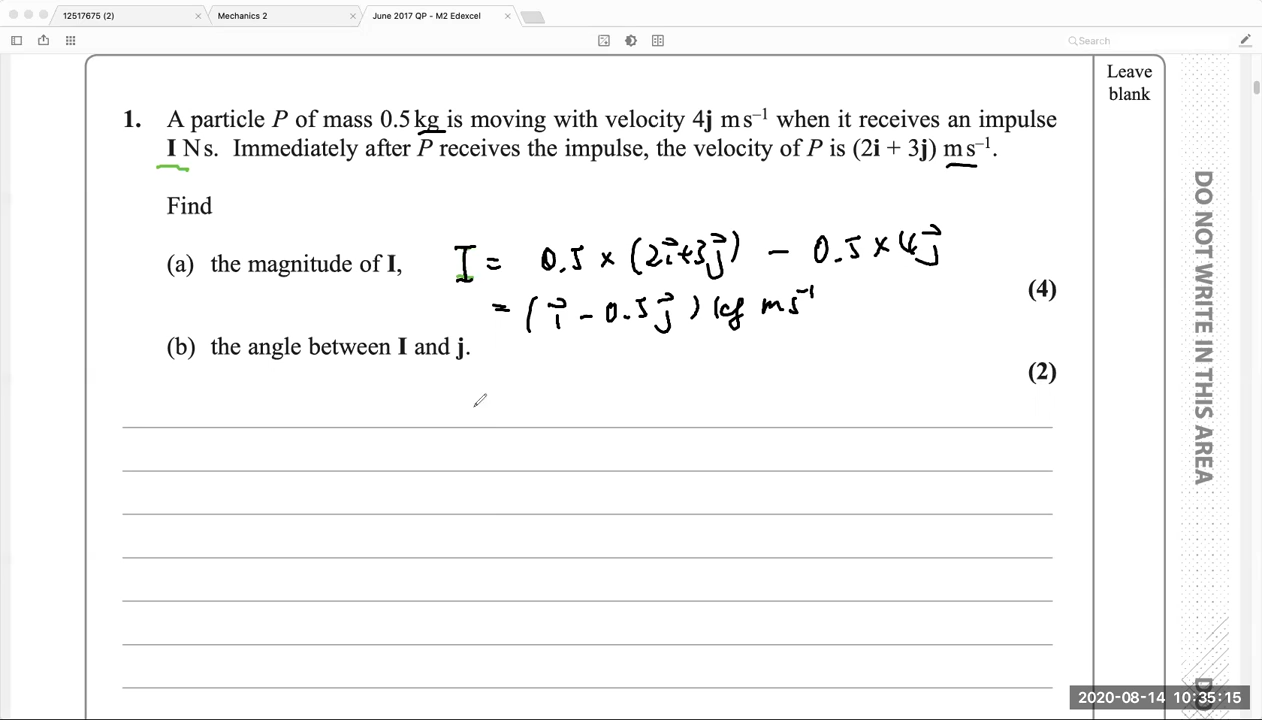 12517675 (2)
Mechanics 2
June 2017 QP - M2 Edexcel
Search
Leave
blank
1. A particle P of mass 0.5 kg is moving with velocity 4j m s⁻¹ when it receives an impulse
I N s. Immediately after P receives the impulse, the velocity of P is (2i + 3j) m s⁻¹.
Find
(a) the magnitude of I,
I = 0.5 × (2i⃗+3j⃗) − 0.5 × 4j⃗
(4)
= (i⃗ − 0.5j⃗) kg ms⁻¹
(b) the angle between I and j.
(2)
DO NOT WRITE IN THIS AREA
DO
2020-08-14 10:35:15